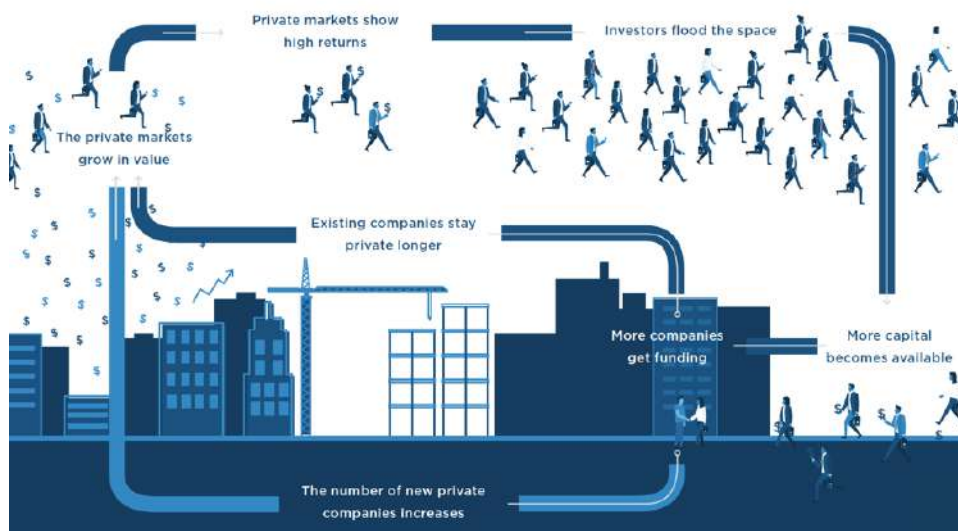 Private markets show
high returns
Investors flood the space
The private markets
grow in value
Existing companies stay
private longer
More companies
get funding
More capital
becomes available
The number of new private
companies increases